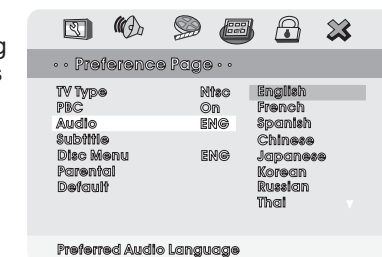 g
s
•• Preference Page ••
TV Type Ntsc English
PBC On French
Audio ENG Spanish
Subtitle Chinese
Disc Menu ENG Japanese
Parental Korean
Default Russian
Thai
Preferred Audio Language